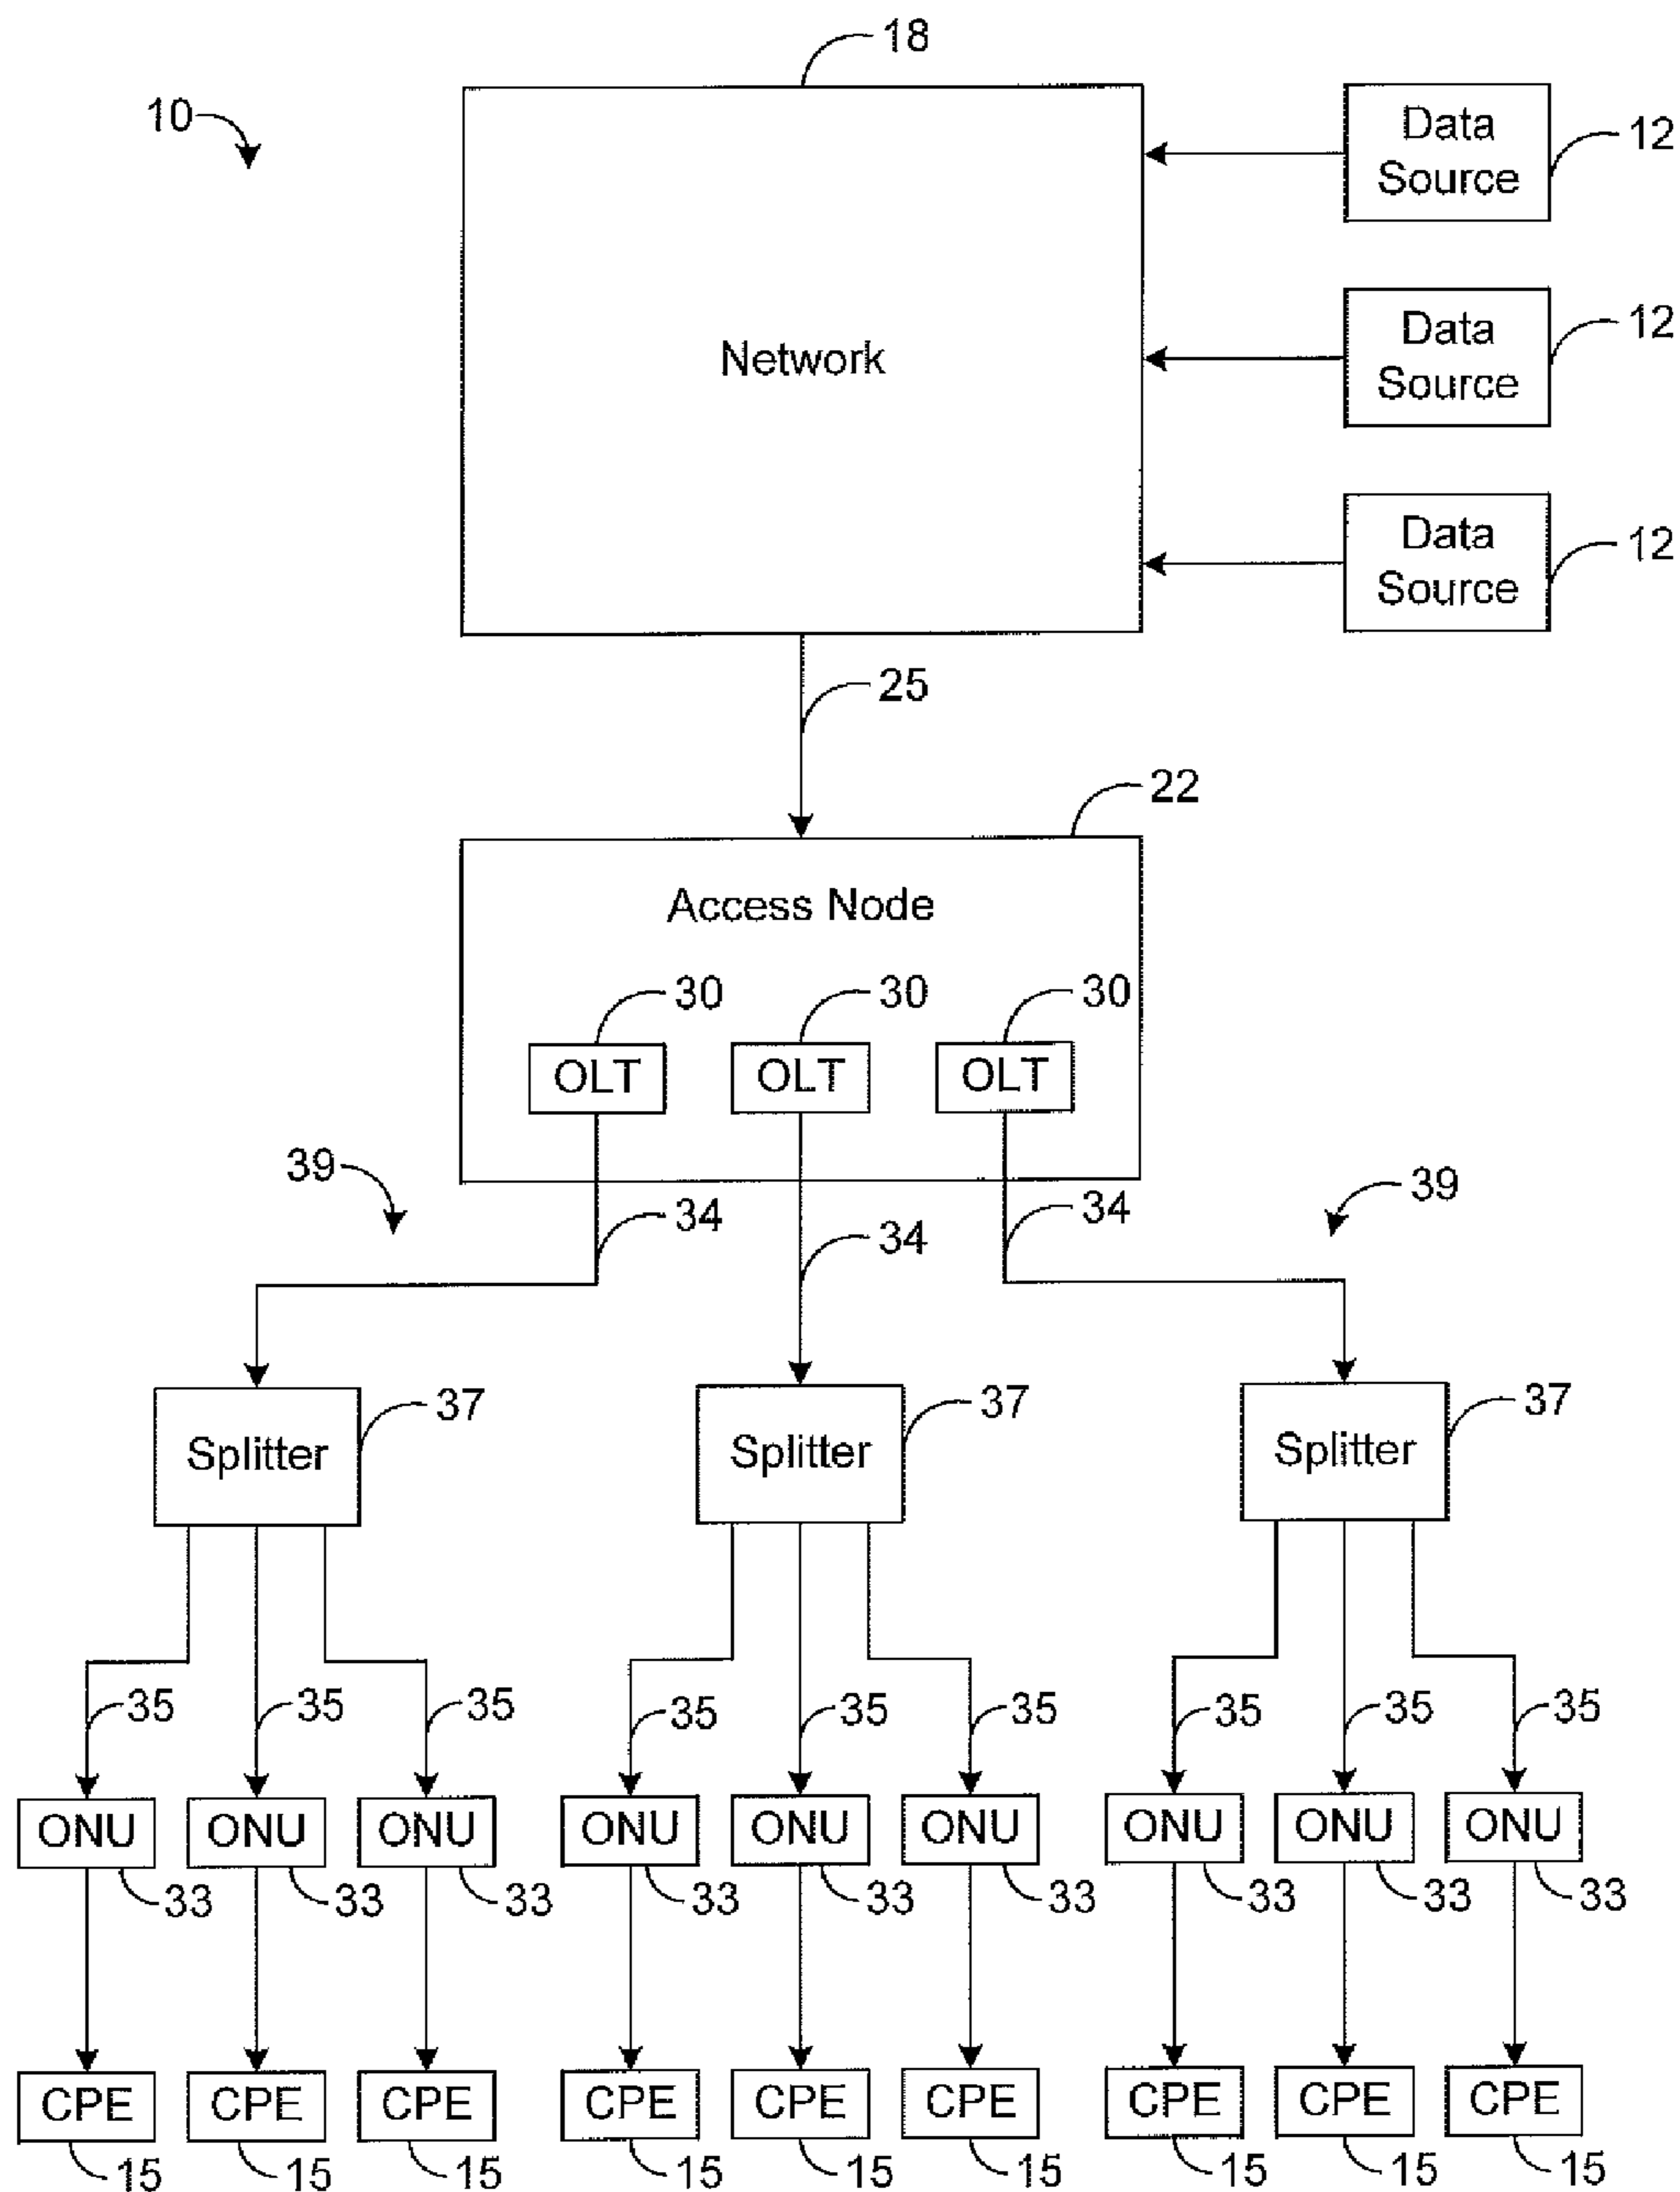 18
10
Data
Source
12
Network
Data
Source
12
Data
Source
12
25
22
Access Node
30 30 30
OLT OLT OLT
39 39
34 34 34
37 37 37
Splitter Splitter Splitter
35 35 35 35 35 35 35 35 35
ONU ONU ONU ONU ONU ONU ONU ONU ONU
33 33 33 33 33 33 33 33 33
CPE CPE CPE CPE CPE CPE CPE CPE CPE
15 15 15 15 15 15 15 15 15